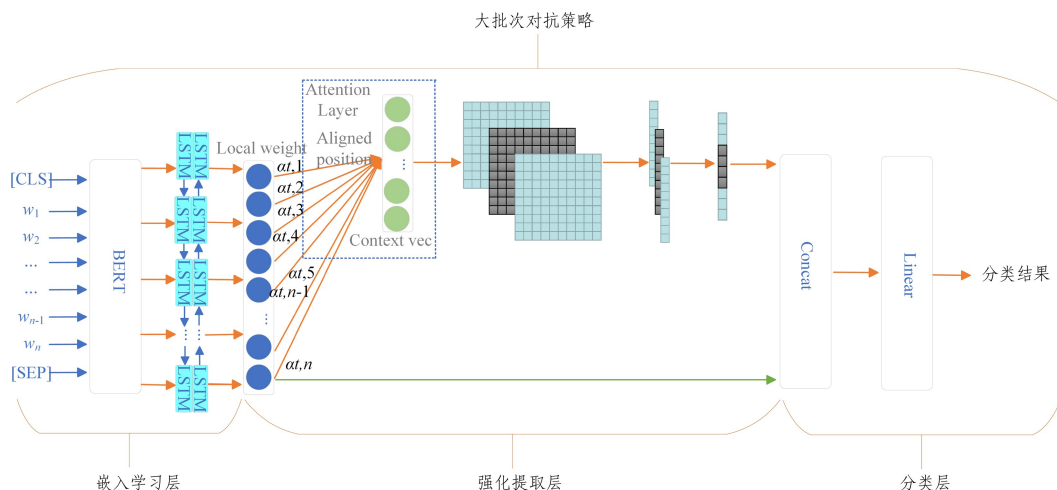 大批次对抗策略
Attention
Layer
Aligned
position
Local weight
Context vec
[CLS]
w1
w2
...
...
wn-1
wn
[SEP]
BERT
LSTM
LSTM
LSTM
LSTM
LSTM
LSTM
...
...
LSTM
LSTM
αt,1
αt,2
αt,3
αt,4
αt,5
αt,n-1
...
αt,n
...
Concat
Linear
分类结果
嵌入学习层
强化提取层
分类层